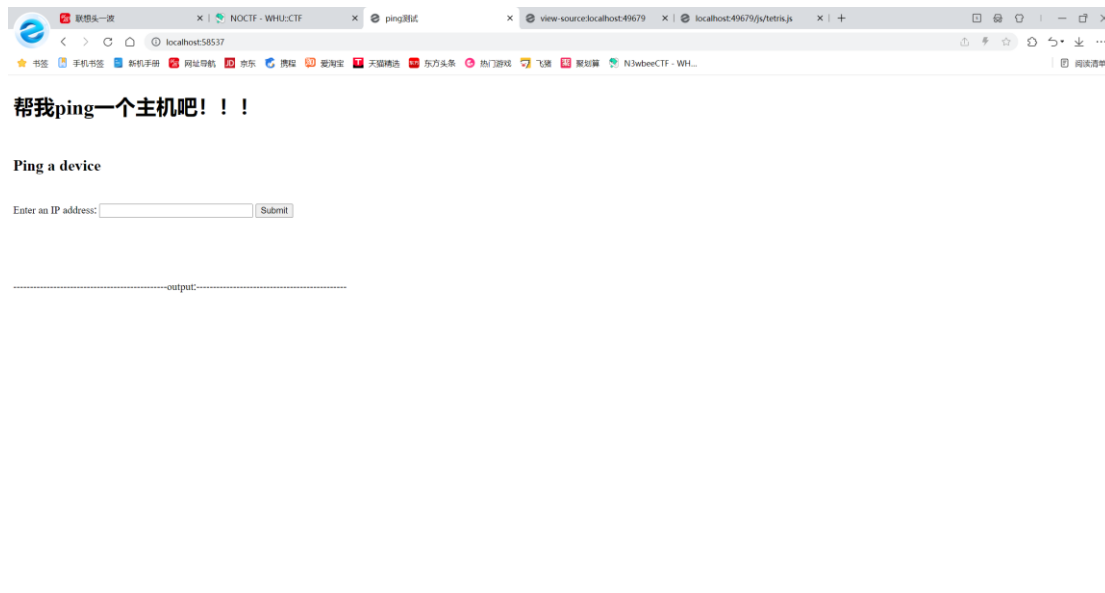 联想头一波
NOCTF - WHU::CTF
ping测试
view-source:localhost:49679
localhost:49679/js/tetris.js
localhost:58537
书签 手机书签 新机手册 网址导航 JD 京东 携程 爱淘宝 T 天猫精选 东方头条 热门游戏 飞猪 聚划算 N3wbeeCTF - WH...
阅读清单
帮我ping一个主机吧！！！
Ping a device
Enter an IP address: Submit
----------------------------------------------output:---------------------------------------------